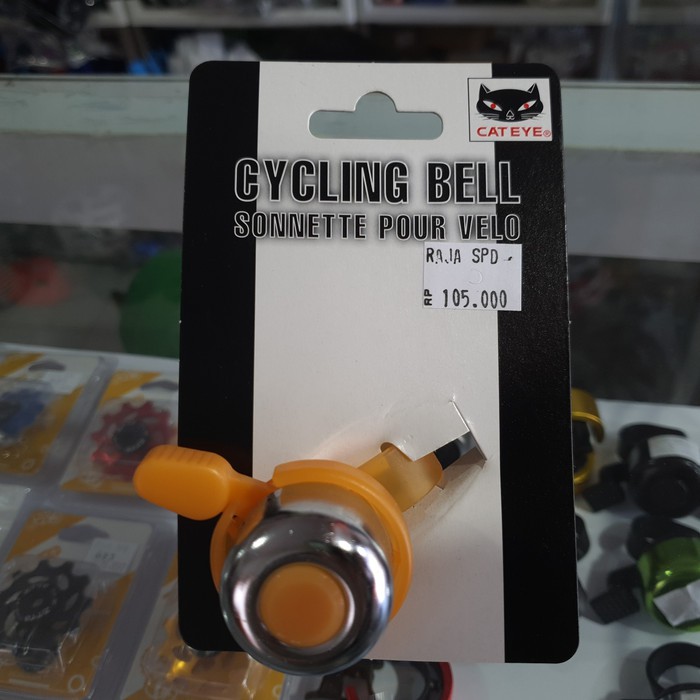 CAT EYE®
CYCLING BELL
SONNETTE POUR VELO
RAJA SPD -
RP 105.000